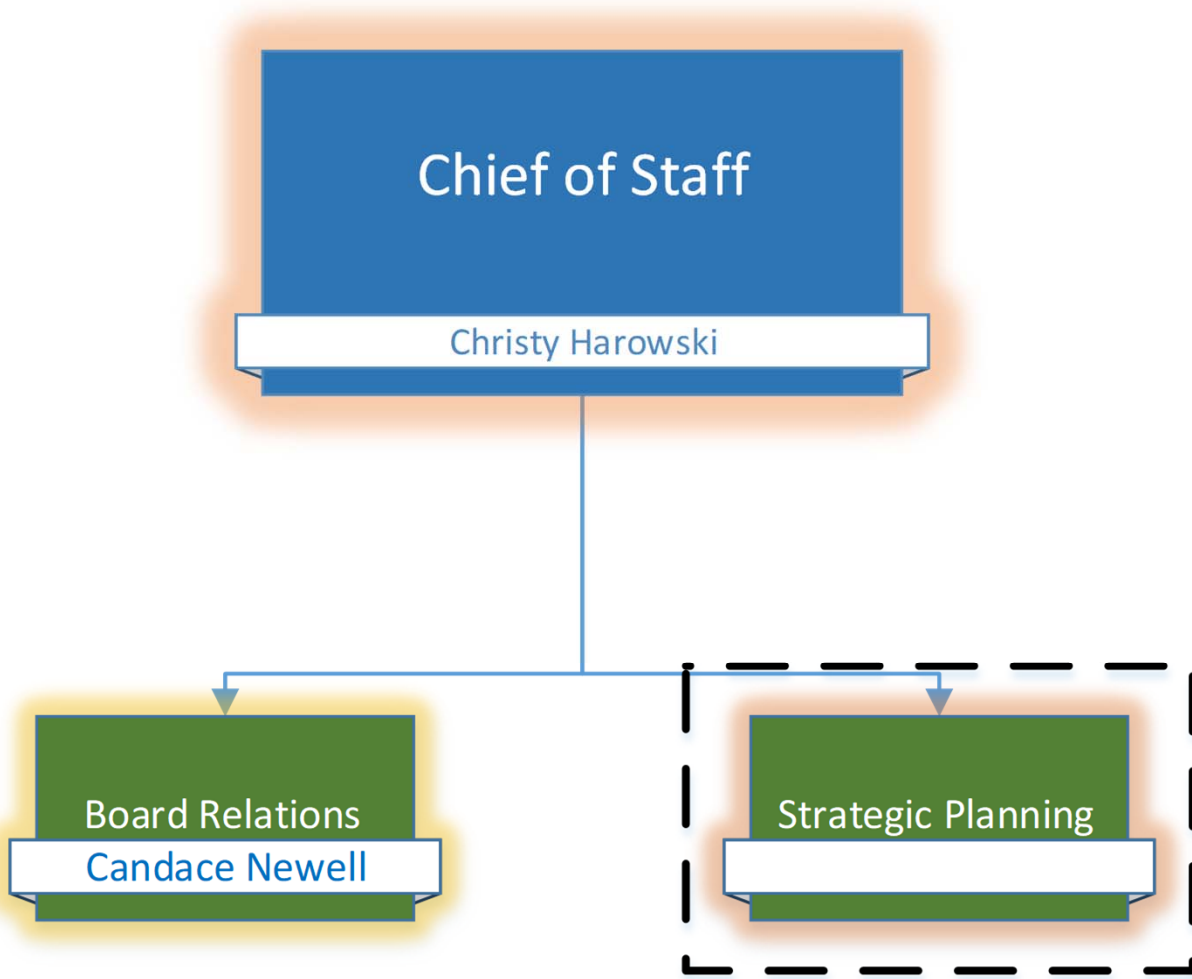 Chief of Staff
Christy Harowski
Board Relations
Candace Newell
Strategic Planning